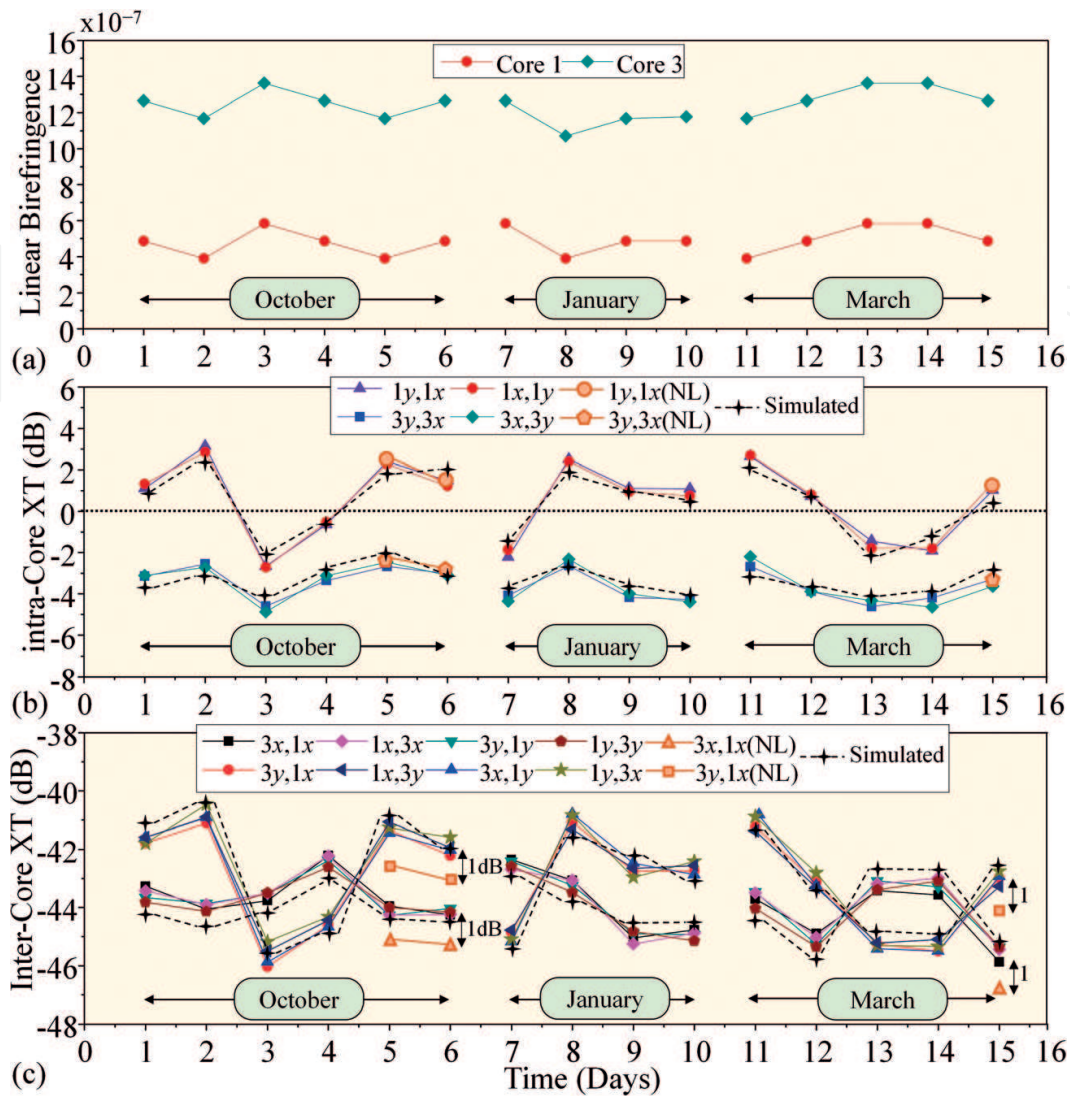 ×10⁻⁷
16
14
12
10
8
6
4
2
0
Linear Birefringence
Core 1 Core 3
October January March
(a)
0 1 2 3 4 5 6 7 8 9 10 11 12 13 14 15 16
6
4
2
0
-2
-4
-6
-8
intra-Core XT (dB)
1y,1x 1x,1y 1y,1x(NL) Simulated
3y,3x 3x,3y 3y,3x(NL)
October January March
(b)
0 1 2 3 4 5 6 7 8 9 10 11 12 13 14 15 16
-38
-40
-42
-44
-46
-48
Inter-Core XT (dB)
3x,1x 1x,3x 3y,1y 1y,3y 3x,1x(NL) Simulated
3y,1x 1x,3y 3x,1y 1y,3x 3y,1x(NL)
1dB
1dB
1
1
October January March
0 1 2 3 4 5 6 7 8 9 10 11 12 13 14 15 16
(c) Time (Days)